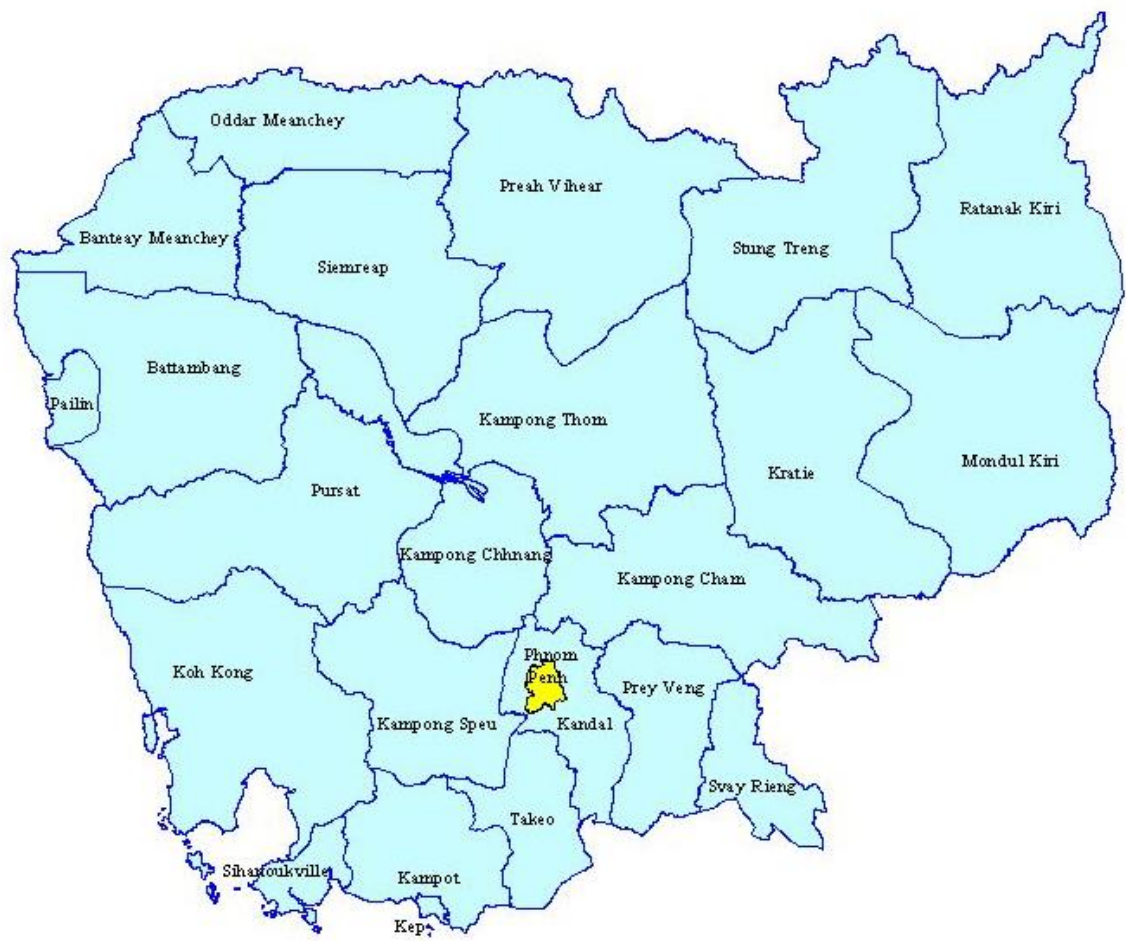 Oddar Meanchey
Preah Vihear
Ratanak Kiri
Banteay Meanchey
Stung Treng
Siemreap
Battambang
Pailin
Kampong Thom
Mondul Kiri
Kratie
Pursat
Kampong Chhnang
Kampong Cham
Phnom
Penh
Koh Kong
Prey Veng
Kampong Speu
Kandal
Svay Rieng
Takeo
Sihanoukville
Kampot
Kep